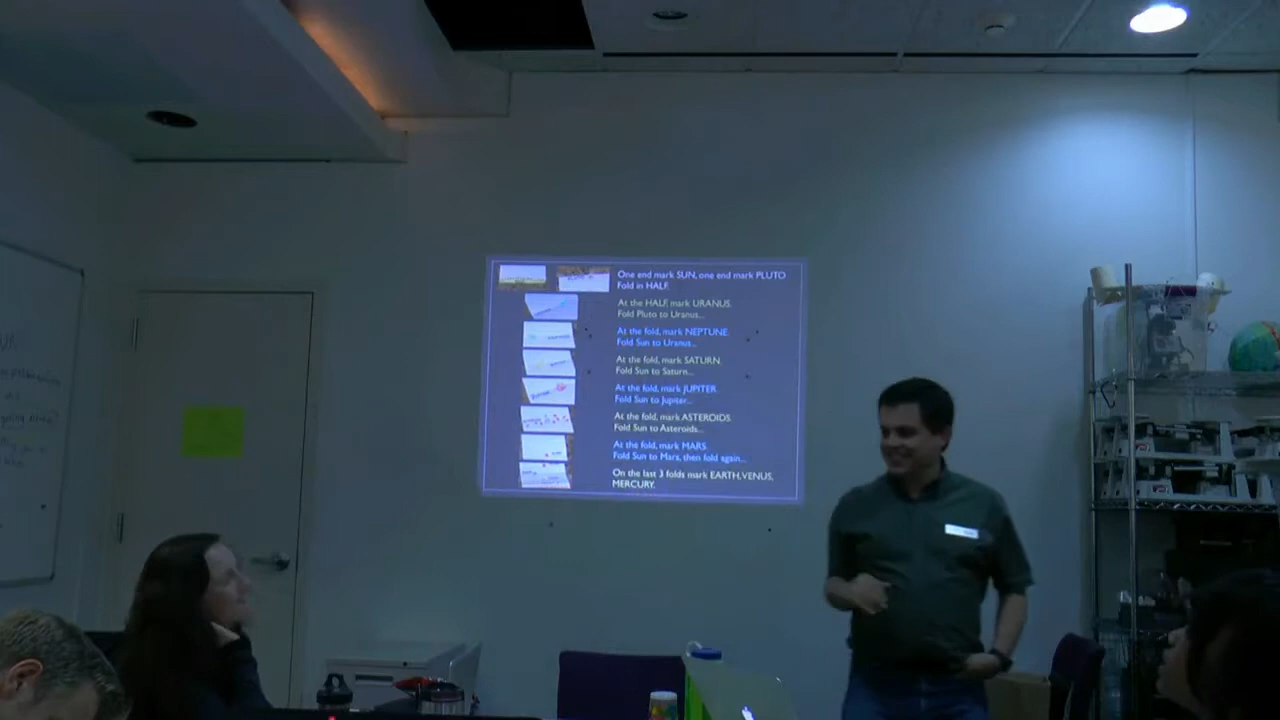 One end mark SUN, one end mark PLUTO
Fold in HALF.
At the HALF, mark URANUS.
Fold Pluto to Uranus...
At the fold, mark NEPTUNE.
Fold Sun to Uranus...
At the fold, mark SATURN.
Fold Sun to Saturn...
At the fold, mark JUPITER.
Fold Sun to Jupiter...
At the fold, mark ASTEROIDS.
Fold Sun to Asteroids...
At the fold, mark MARS.
Fold Sun to Mars, then fold again...
On the last 3 folds mark EARTH, VENUS,
MERCURY.